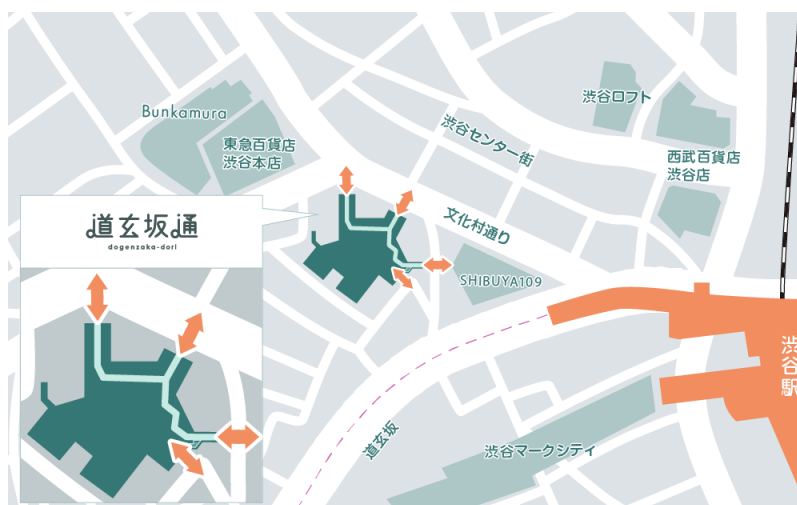 渋谷ロフト
Bunkamura
渋谷センター街
東急百貨店
渋谷本店
西武百貨店
渋谷店
道玄坂通
dogenzaka-dori
文化村通り
SHIBUYA109
渋谷駅
道玄坂
渋谷マークシティ